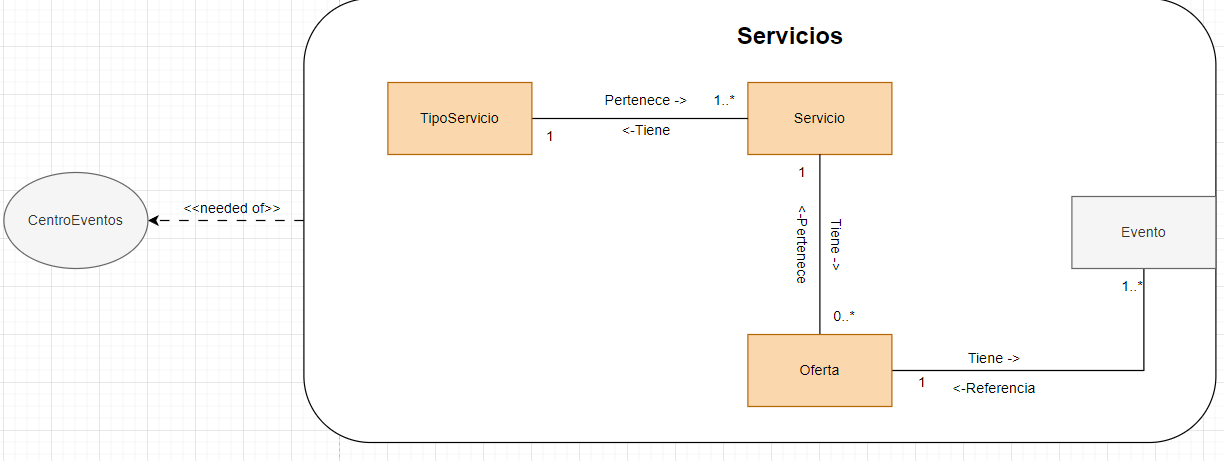 Servicios
TipoServicio
Pertenece ->
1..*
1
<-Tiene
Servicio
1
<-Pertenece
Tiene ->
0..*
CentroEventos
<<needed of>>
Evento
1..*
Oferta
Tiene ->
1
<-Referencia